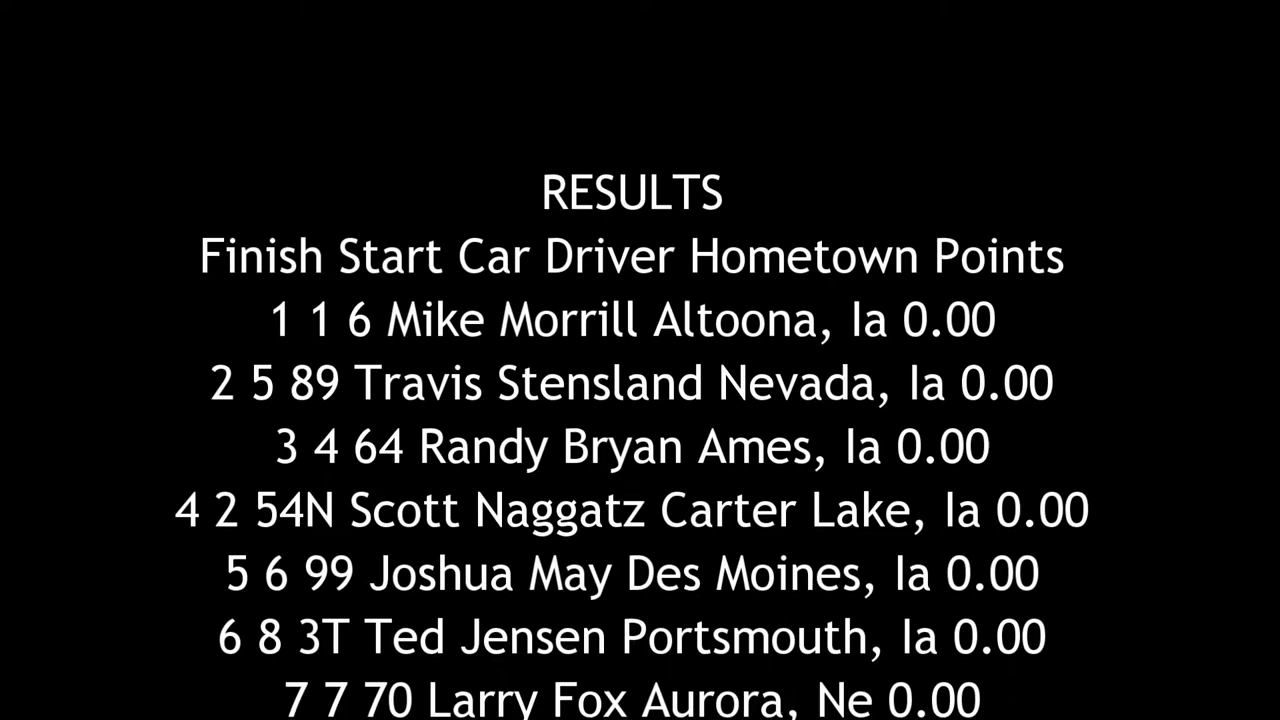 RESULTS
Finish Start Car Driver Hometown Points
1 1 6 Mike Morrill Altoona, Ia 0.00
2 5 89 Travis Stensland Nevada, Ia 0.00
3 4 64 Randy Bryan Ames, Ia 0.00
4 2 54N Scott Naggatz Carter Lake, Ia 0.00
5 6 99 Joshua May Des Moines, Ia 0.00
6 8 3T Ted Jensen Portsmouth, Ia 0.00
7 7 70 Larry Fox Aurora, Ne 0.00